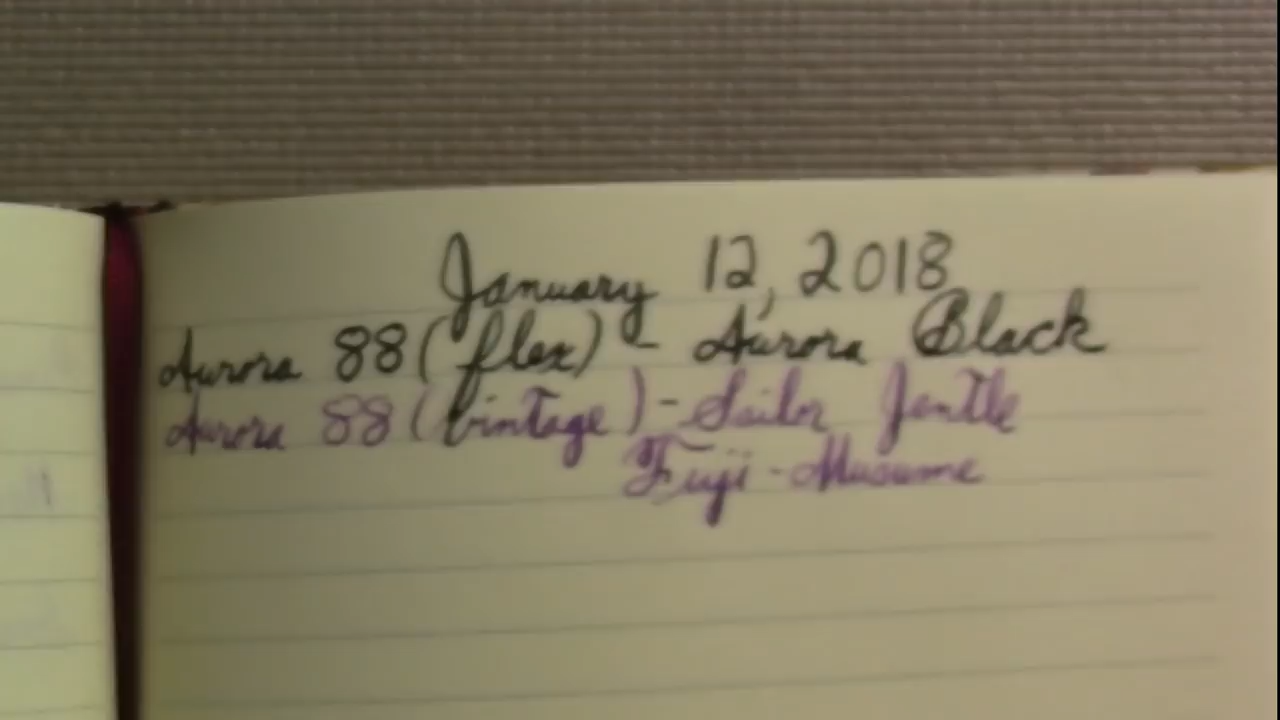 January 12, 2018
Aurora 88 (flex) - Aurora Black
Aurora 88 (vintage) - Sailor Jentle
Fuji-Musume